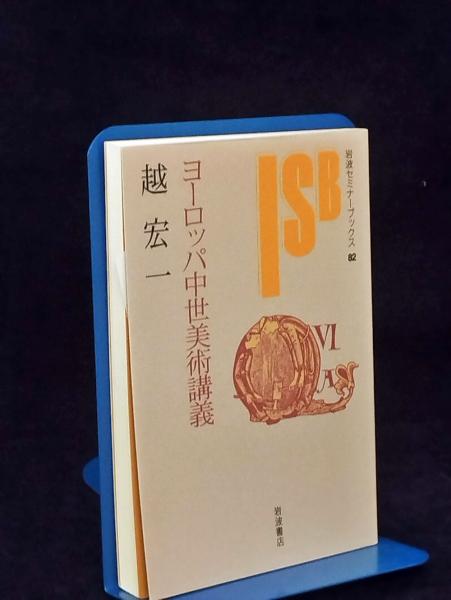 岩波セミナーブックス 82
ISB
ヨーロッパ中世美術講義
越 宏一
QVIA
岩波書店